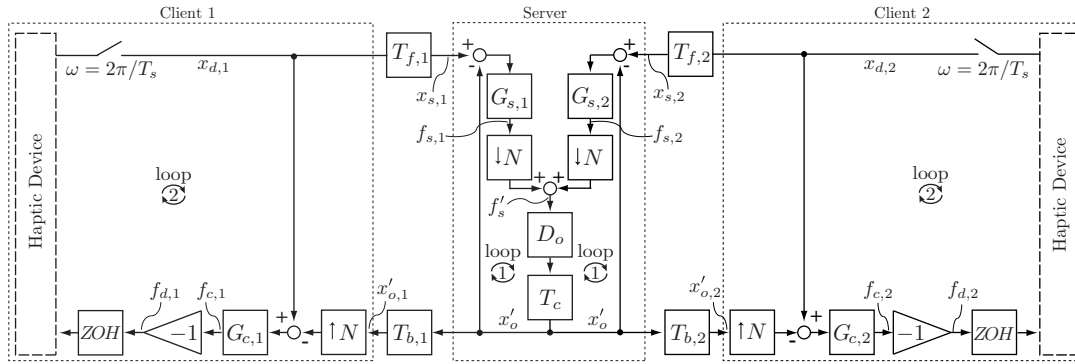 Client 1
Server
Client 2
Haptic Device
ω = 2π/T_s
x_{d,1}
T_{f,1}
x_{s,1}
+
-
G_{s,1}
f_{s,1}
↓N
+
-
G_{s,2}
f_{s,2}
↓N
x_{s,2}
T_{f,2}
x_{d,2}
ω = 2π/T_s
Haptic Device
+
+
f'_s
D_o
T_c
loop
1
loop
1
loop
2
loop
2
x'_o
x'_o
ZOH
f_{d,1}
−1
f_{c,1}
G_{c,1}
+
-
↑N
x'_{o,1}
T_{b,1}
T_{b,2}
x'_{o,2}
↑N
+
-
G_{c,2}
f_{c,2}
−1
f_{d,2}
ZOH